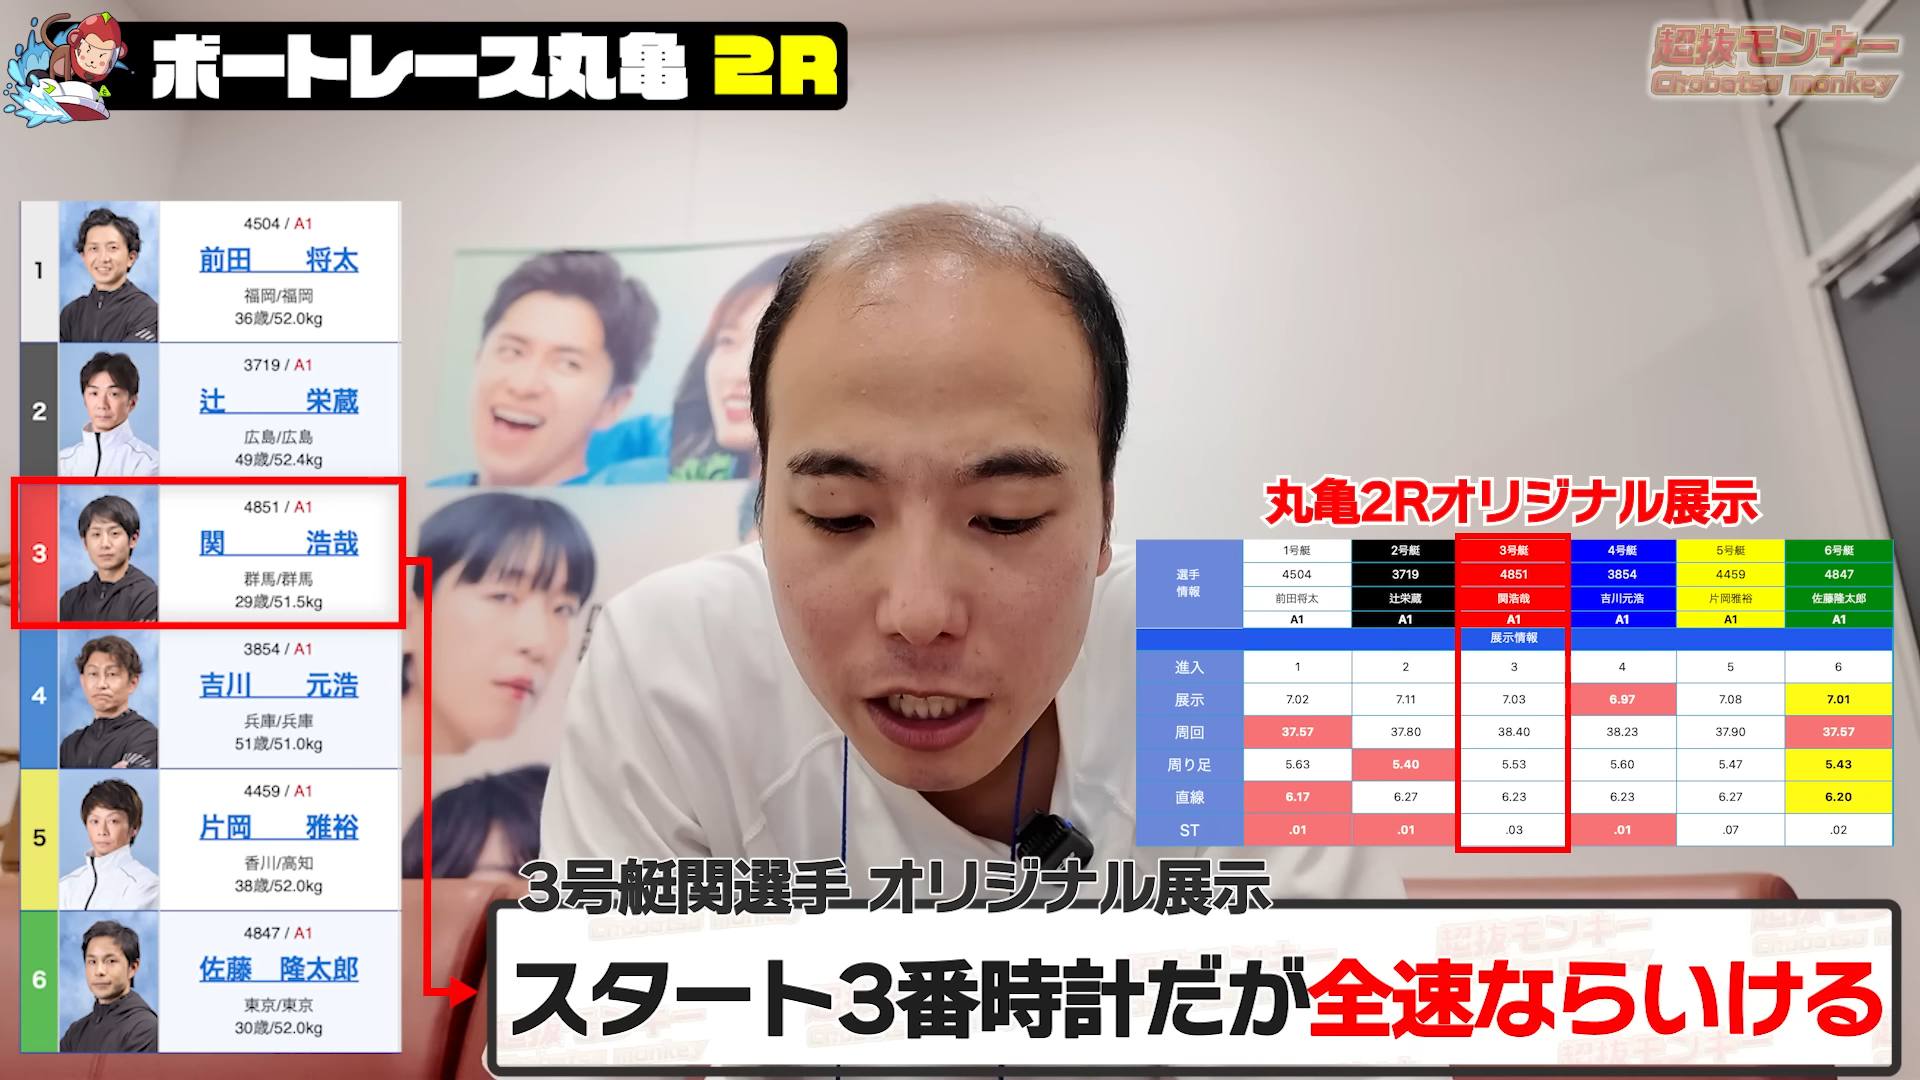 ボートレース丸亀 2R
超抜モンキー
Chobatsu monkey
1
4504 / A1
前田 将太
福岡/福岡
36歳/52.0kg
2
3719 / A1
辻 栄蔵
広島/広島
49歳/52.4kg
3
4851 / A1
関 浩哉
群馬/群馬
29歳/51.5kg
4
3854 / A1
吉川 元浩
兵庫/兵庫
51歳/51.0kg
5
4459 / A1
片岡 雅裕
香川/高知
38歳/52.0kg
6
4847 / A1
佐藤 隆太郎
東京/東京
30歳/52.0kg
丸亀2Rオリジナル展示
選手情報 1号艇 2号艇 3号艇 4号艇 5号艇 6号艇
4504 3719 4851 3854 4459 4847
前田将太 辻栄蔵 関浩哉 吉川元浩 片岡雅裕 佐藤隆太郎
A1 A1 A1 A1 A1 A1
展示情報
進入 1 2 3 4 5 6
展示 7.02 7.11 7.03 6.97 7.08 7.01
周回 37.57 37.80 38.40 38.23 37.90 37.57
周り足 5.63 5.40 5.53 5.60 5.47 5.43
直線 6.17 6.27 6.23 6.23 6.27 6.20
ST .01 .01 .03 .01 .07 .02
3号艇関選手 オリジナル展示
スタート3番時計だが全速ならいける